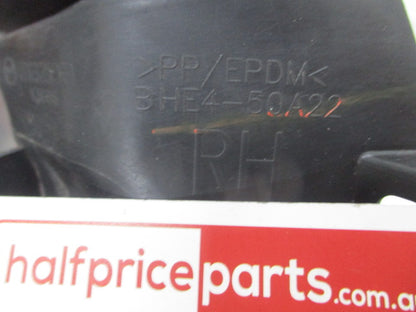 >PP/EPDM<
BHE4-50A22
RH
halfpriceparts.com.au